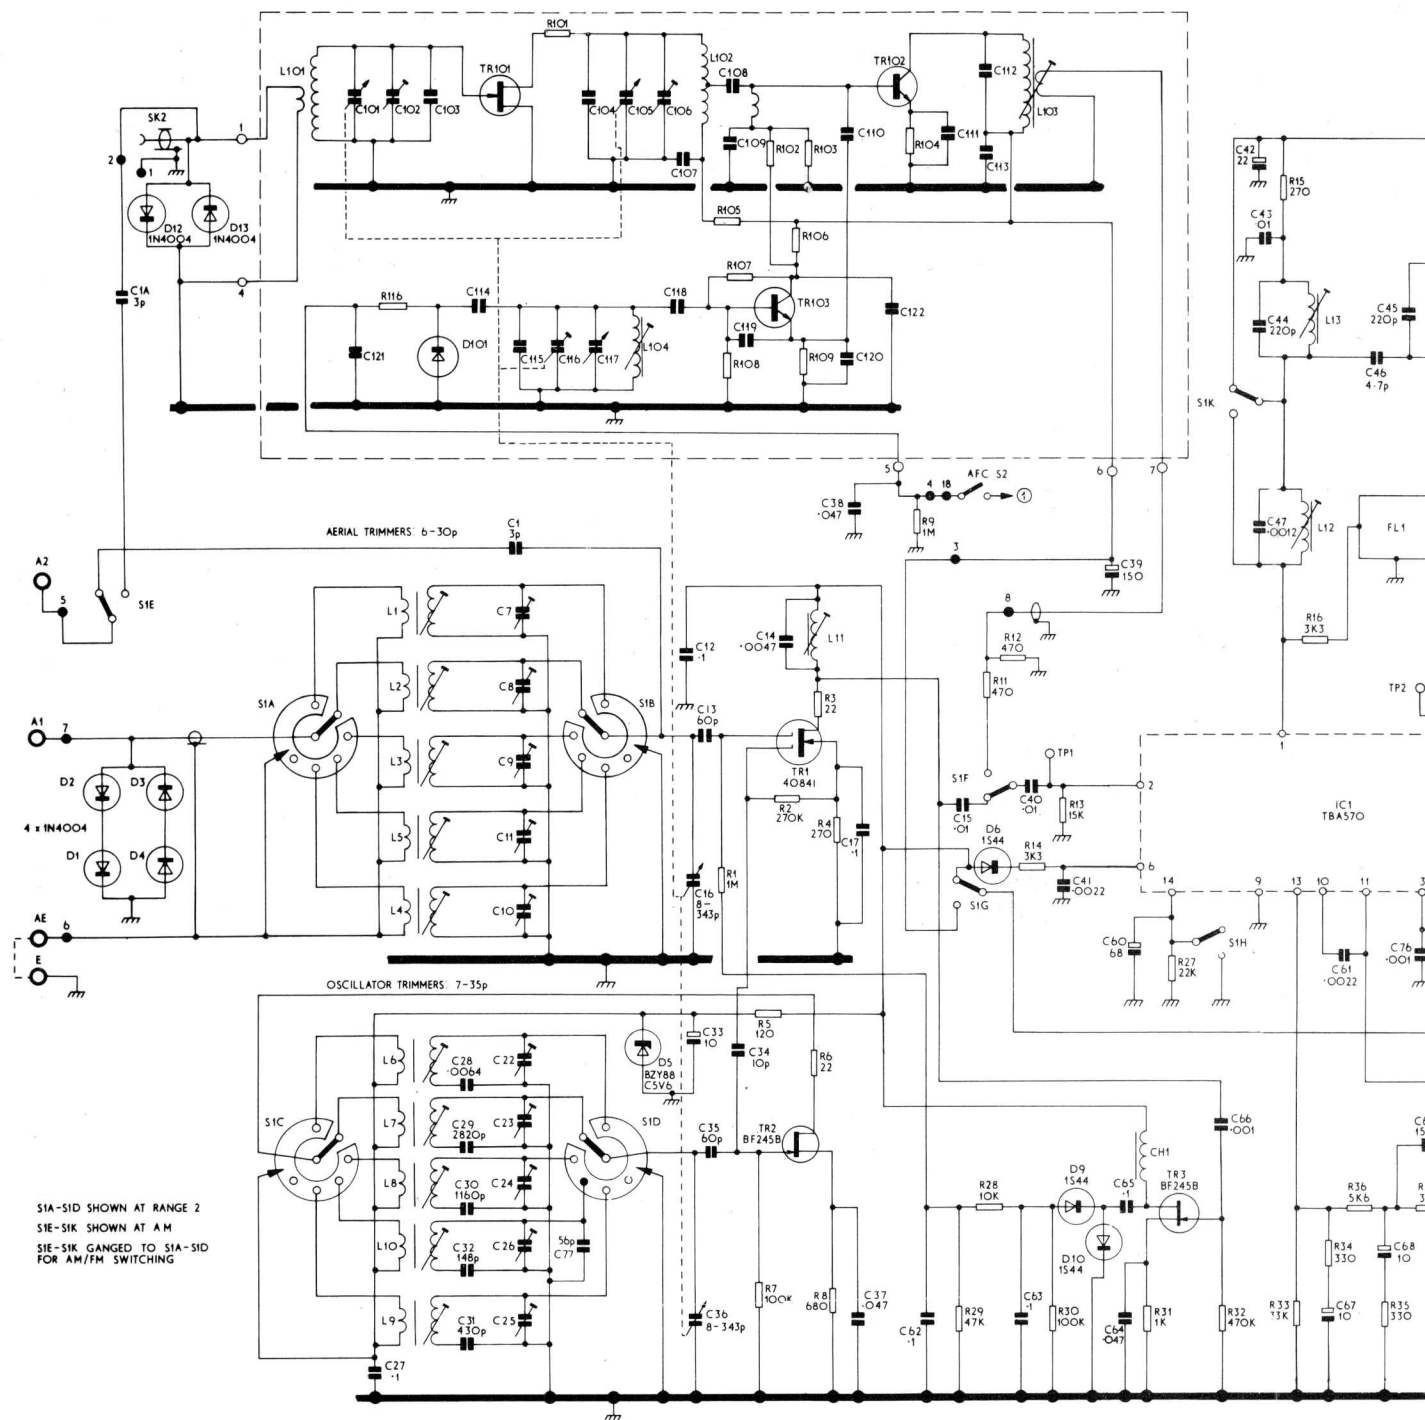 R101
L101
TR101
C101
C102
C103
C104
C105
C106
L102
C108
TR102
C112
L103
SK2
1
2
1
C109
R102
R103
C110
R104
C111
C113
C107
D12
1N4004
D13
1N4004
4
R105
R106
C1A
3p
R116
C114
R107
C118
TR103
C122
C121
D101
C115
C116
C117
L104
C119
R108
R109
C120
C42
22
R15
270
C43
·01
C44
220p
L13
C45
220p
C46
4·7p
S1K
5
6
7
4
18
AFC S2
1
C38
·047
R9
1M
3
C39
150
C47
·0012
L12
FL1
AERIAL TRIMMERS: 6-30p
C1
3p
A2
5
S1E
L1
C7
L2
C8
L3
C9
L5
C11
L4
C10
S1A
S1B
C12
·1
C14
·0047
L11
R3
22
8
R12
470
R11
470
R16
3K3
TP2
A1
7
D2
D3
4 x 1N4004
D1
D4
C13
60p
TR1
40841
R2
270K
R4
270
C17
·1
R1
1M
C16
8-
343p
S1F
TP1
C40
·01
R13
15K
C15
·01
D6
1S44
R14
3K3
C41
·0022
S1G
1
2
6
IC1
TBA570
14
9
13
10
11
3
AE
6
E
C60
68
R27
22K
S1H
C61
·0022
C76
·001
OSCILLATOR TRIMMERS: 7-35p
L6
C28
·0064
C22
L7
C29
2820p
C23
L8
C30
1160p
C24
L10
C32
148p
C26
L9
C31
430p
C25
S1C
S1D
56p
C77
C27
·1
D5
BZY88
C5V6
C33
10
R5
120
C34
10p
R6
22
C35
60p
TR2
BF245B
C36
8-343p
R7
100K
R8
680
C37
·047
C66
·001
CH1
R28
10K
D9
1S44
C65
·1
TR3
BF245B
D10
1S44
R36
5K6
C62
·1
R29
47K
C63
·1
R30
100K
C64
·047
R31
1K
R32
470K
R33
33K
R34
330
C68
10
C67
10
R35
330
S1A-S1D SHOWN AT RANGE 2
S1E-S1K SHOWN AT AM
S1E-S1K GANGED TO S1A-S1D
FOR AM/FM SWITCHING